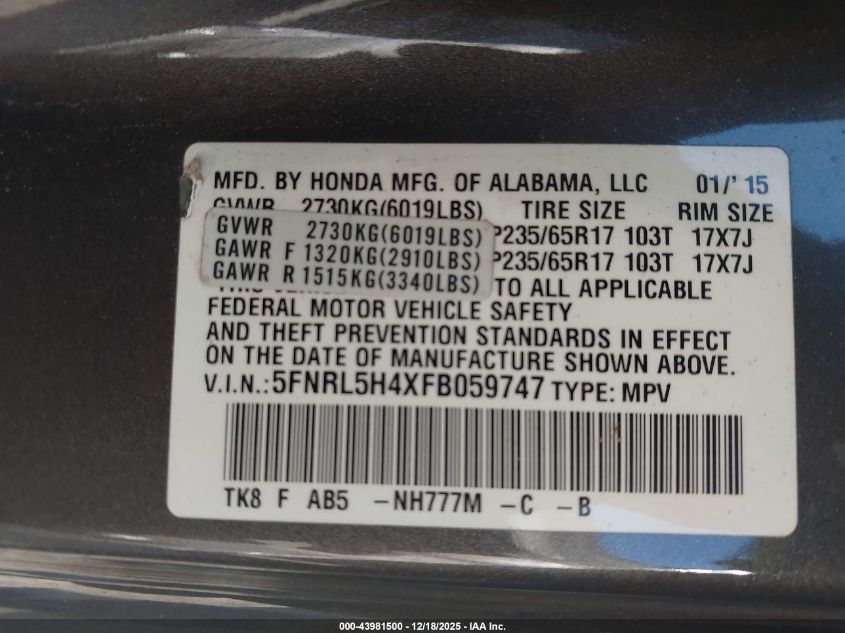 MFD. BY HONDA MFG. OF ALABAMA, LLC 01/' 15
GVWR 2730KG(6019LBS) TIRE SIZE RIM SIZE
GVWR 2730KG(6019LBS)
GAWR F 1320KG(2910LBS) P235/65R17 103T 17X7J
GAWR R 1515KG(3340LBS) P235/65R17 103T 17X7J
TO ALL APPLICABLE
FEDERAL MOTOR VEHICLE SAFETY
AND THEFT PREVENTION STANDARDS IN EFFECT
ON THE DATE OF MANUFACTURE SHOWN ABOVE.
V.I.N.:5FNRL5H4XFB059747 TYPE: MPV
TK8 F AB5 -NH777M -C -B
000-43981500 - 12/18/2025 - IAA Inc.